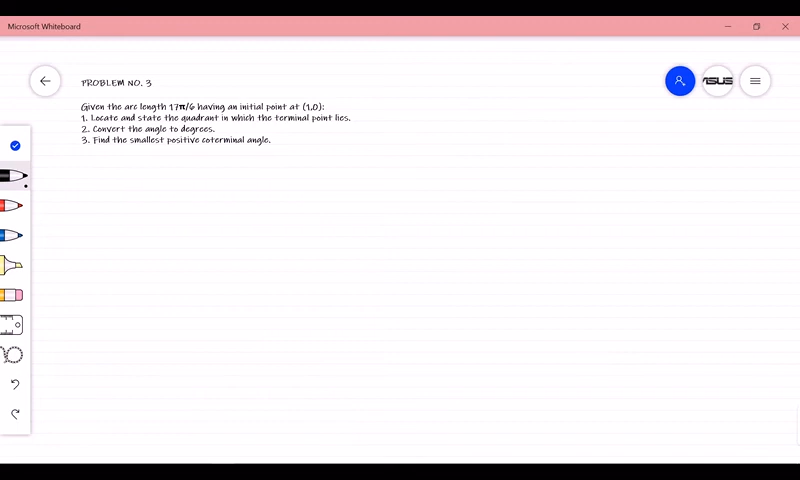 Microsoft Whiteboard
PROBLEM NO. 3
Given the arc length 17π/6 having an initial point at (1,0):
1. Locate and state the quadrant in which the terminal point lies.
2. Convert the angle to degrees.
3. Find the smallest positive coterminal angle.